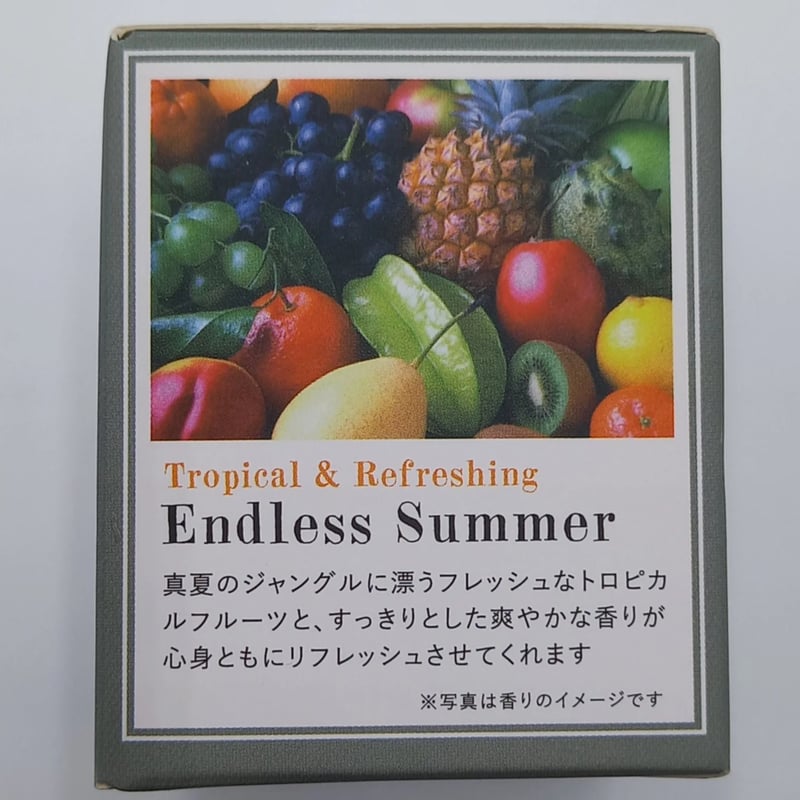 Tropical & Refreshing
Endless Summer
真夏のジャングルに漂うフレッシュなトロピカ
ルフルーツと、すっきりとした爽やかな香りが
心身ともにリフレッシュさせてくれます
※写真は香りのイメージです